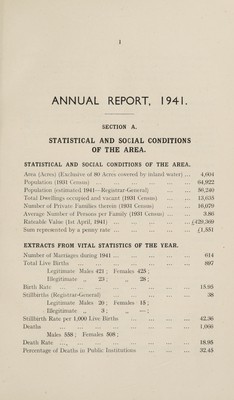 1
ANNUAL REPORT, 1941.
SECTION A.
STATISTICAL AND SOCIAL CONDITIONS
OF THE AREA.
STATISTICAL AND SOCIAL CONDITIONS OF THE AREA.
Area (Acres) (Exclusive of 80 Acres covered by inland water) ... 4,604
Population (1931 Census) ... 64,922
Population (estimated 1941—Registrar-General) ... 56,240
Total Dwellings occupied and vacant (1931 Census) ... 13,635
Number of Private Families therein (1931 Census) ... 16,070
Average Number of Persons per Family (1931 Census) ... 3.86
Rateable Value (1st April, 1941) ... £429,369
Sum represented by a penny rate ... £1,551
EXTRACTS FROM VITAL STATISTICS OF THE YEAR.
Number of Marriages during 1941 ... 614
Total Live Births ... 897
Legitimate Males 421 ; Females 425 ;
Illegitimate ,, 23 ; ,, 28 ;
Birth Rate ... 15.95
Stillbirths (Registrar-General) ... 38
Legitimate Males 20 ; Females 15 ;
Illegitimate ,, 3 ; ,, — ;
Stillbirth Rate per 1,000 Live Births ... 42.36
Deaths ... 1,066
Males 558 ; Females 508 ;
Death Rate ... 18.95
Percentage of Deaths in Public Institutions ... 32.45